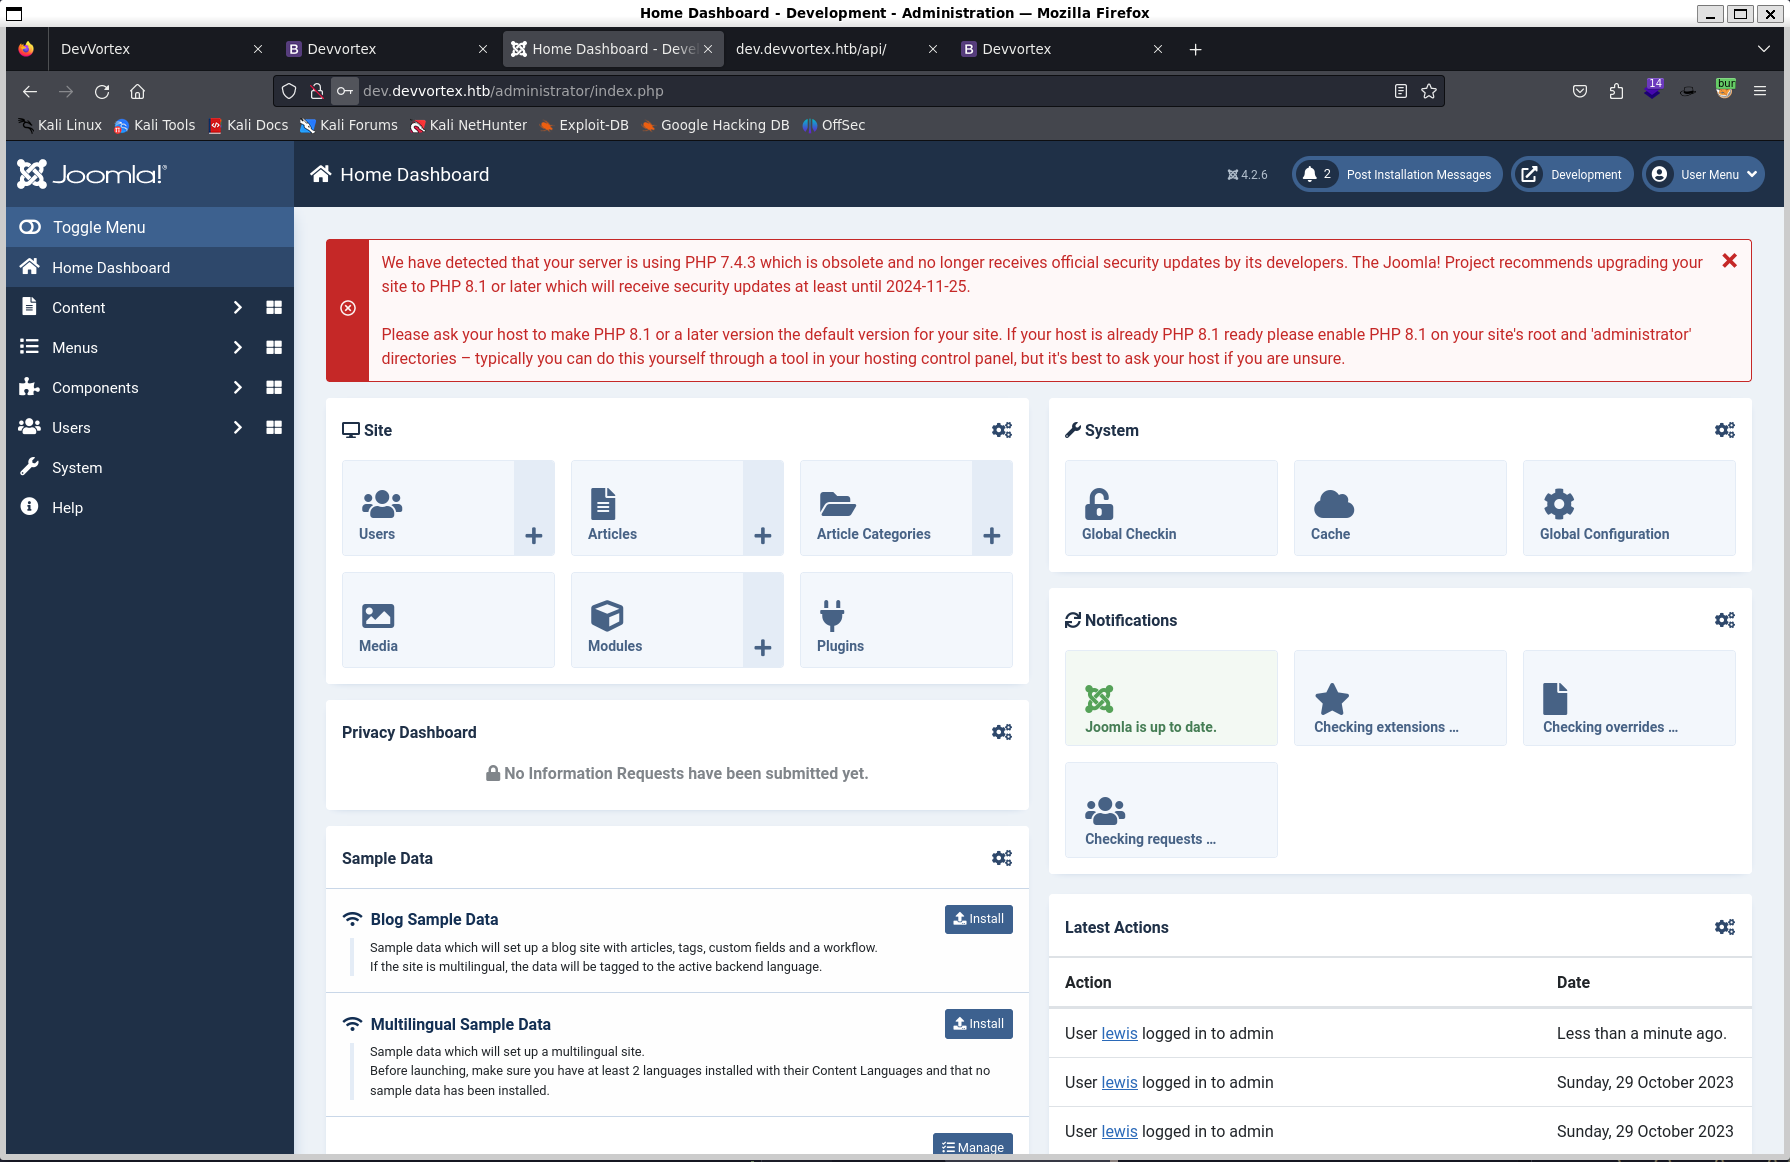 Home Dashboard - Development - Administration — Mozilla Firefox
DevVortex
Devvortex
Home Dashboard - Deve
dev.devvortex.htb/api/
Devvortex
dev.devvortex.htb/administrator/index.php
14
bur
Kali Linux
Kali Tools
Kali Docs
Kali Forums
Kali NetHunter
Exploit-DB
Google Hacking DB
OffSec
Joomla!
Home Dashboard
4.2.6
2
Post Installation Messages
Development
User Menu
Toggle Menu
Home Dashboard
Content
Menus
Components
Users
System
Help
We have detected that your server is using PHP 7.4.3 which is obsolete and no longer receives official security updates by its developers. The Joomla! Project recommends upgrading your
site to PHP 8.1 or later which will receive security updates at least until 2024-11-25.
Please ask your host to make PHP 8.1 or a later version the default version for your site. If your host is already PHP 8.1 ready please enable PHP 8.1 on your site's root and 'administrator'
directories – typically you can do this yourself through a tool in your hosting control panel, but it's best to ask your host if you are unsure.
Site
Users
Articles
Article Categories
Media
Modules
Plugins
Privacy Dashboard
No Information Requests have been submitted yet.
Sample Data
Blog Sample Data
Install
Sample data which will set up a blog site with articles, tags, custom fields and a workflow.
If the site is multilingual, the data will be tagged to the active backend language.
Multilingual Sample Data
Install
Sample data which will set up a multilingual site.
Before launching, make sure you have at least 2 languages installed with their Content Languages and that no
sample data has been installed.
Manage
System
Global Checkin
Cache
Global Configuration
Notifications
Joomla is up to date.
Checking extensions ...
Checking overrides ...
Checking requests ...
Latest Actions
Action Date
User lewis logged in to admin Less than a minute ago.
User lewis logged in to admin Sunday, 29 October 2023
User lewis logged in to admin Sunday, 29 October 2023